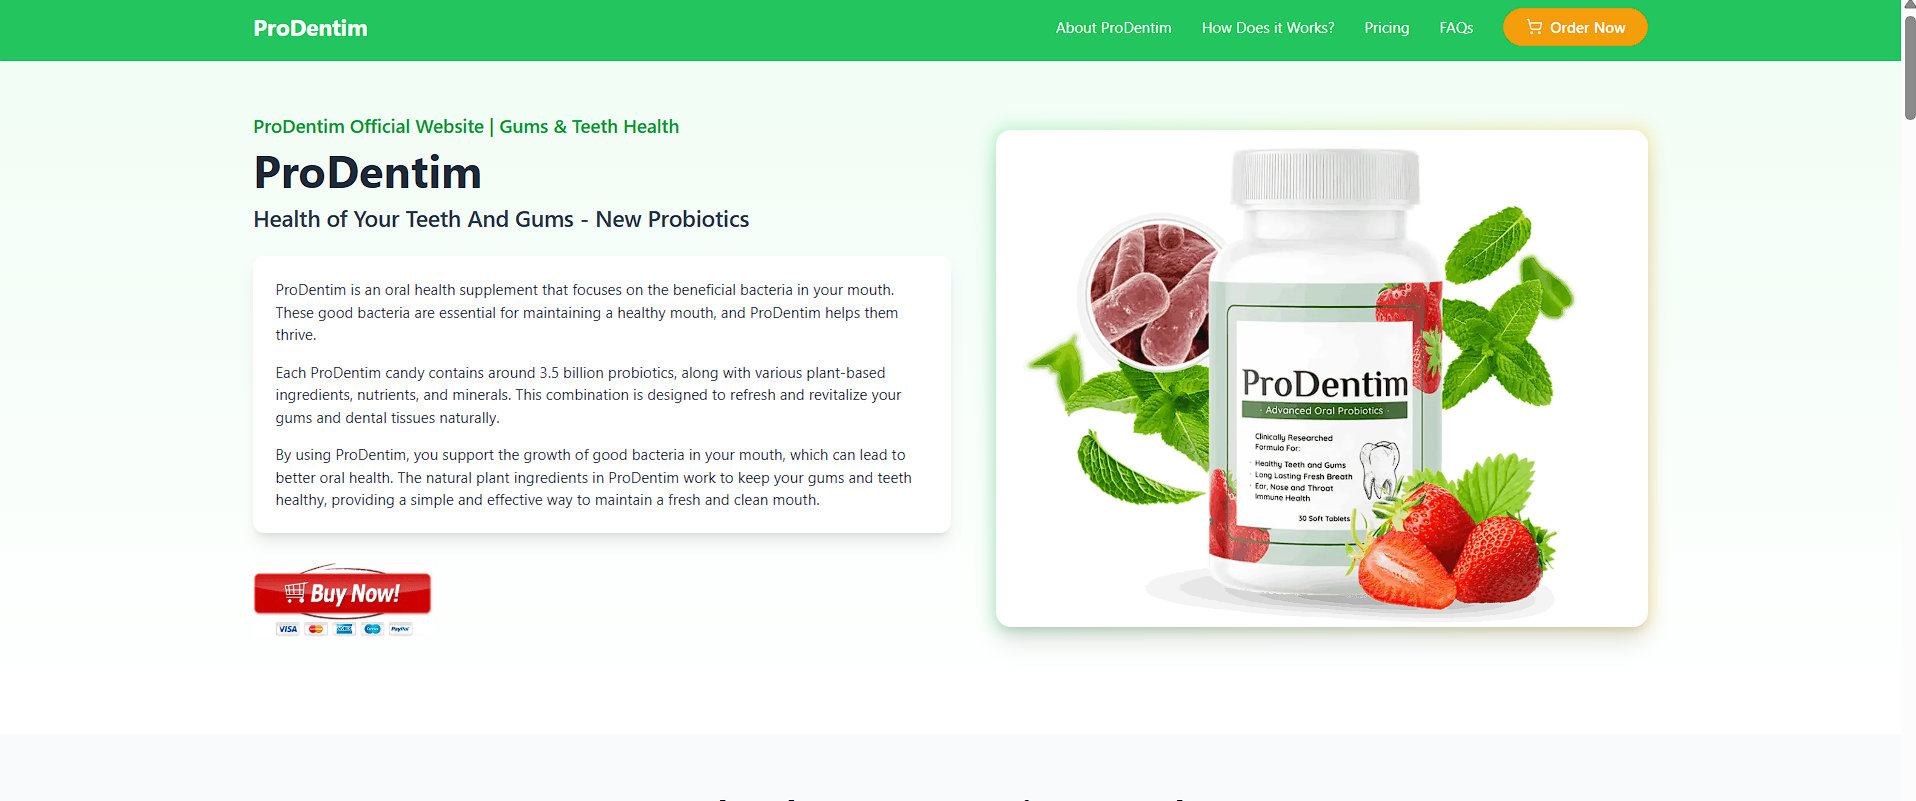 ProDentim
About ProDentim
How Does it Works?
Pricing
FAQs
Order Now
ProDentim Official Website | Gums & Teeth Health
ProDentim
Health of Your Teeth And Gums - New Probiotics
ProDentim is an oral health supplement that focuses on the beneficial bacteria in your mouth.
These good bacteria are essential for maintaining a healthy mouth, and ProDentim helps them
thrive.
Each ProDentim candy contains around 3.5 billion probiotics, along with various plant-based
ingredients, nutrients, and minerals. This combination is designed to refresh and revitalize your
gums and dental tissues naturally.
By using ProDentim, you support the growth of good bacteria in your mouth, which can lead to
better oral health. The natural plant ingredients in ProDentim work to keep your gums and teeth
healthy, providing a simple and effective way to maintain a fresh and clean mouth.
Buy Now!
VISA
PayPal
ProDentim
· Advanced Oral Probiotics ·
Clinically Researched
Formula For:
· Healthy Teeth and Gums
· Long Lasting Fresh Breath
· Ear, Nose and Throat
Immune Health
30 Soft Tablets